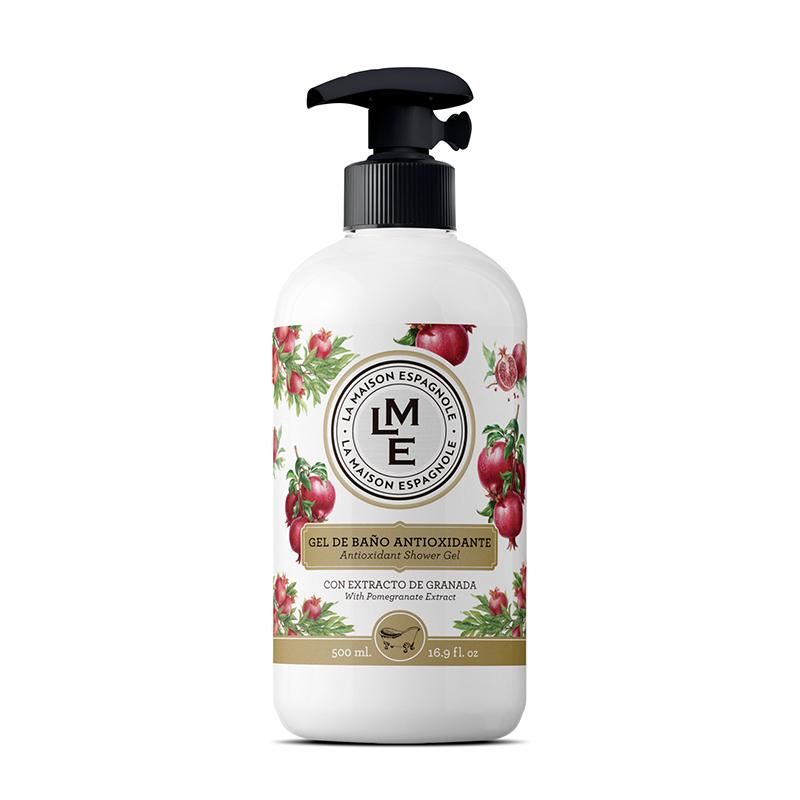 · LA MAISON ESPAGNOLE ·
LA MAISON ESPAGNOLE
LME
GEL DE BAÑO ANTIOXIDANTE
Antioxidant Shower Gel
CON EXTRACTO DE GRANADA
With Pomegranate Extract
500 ml. 16.9 fl. oz